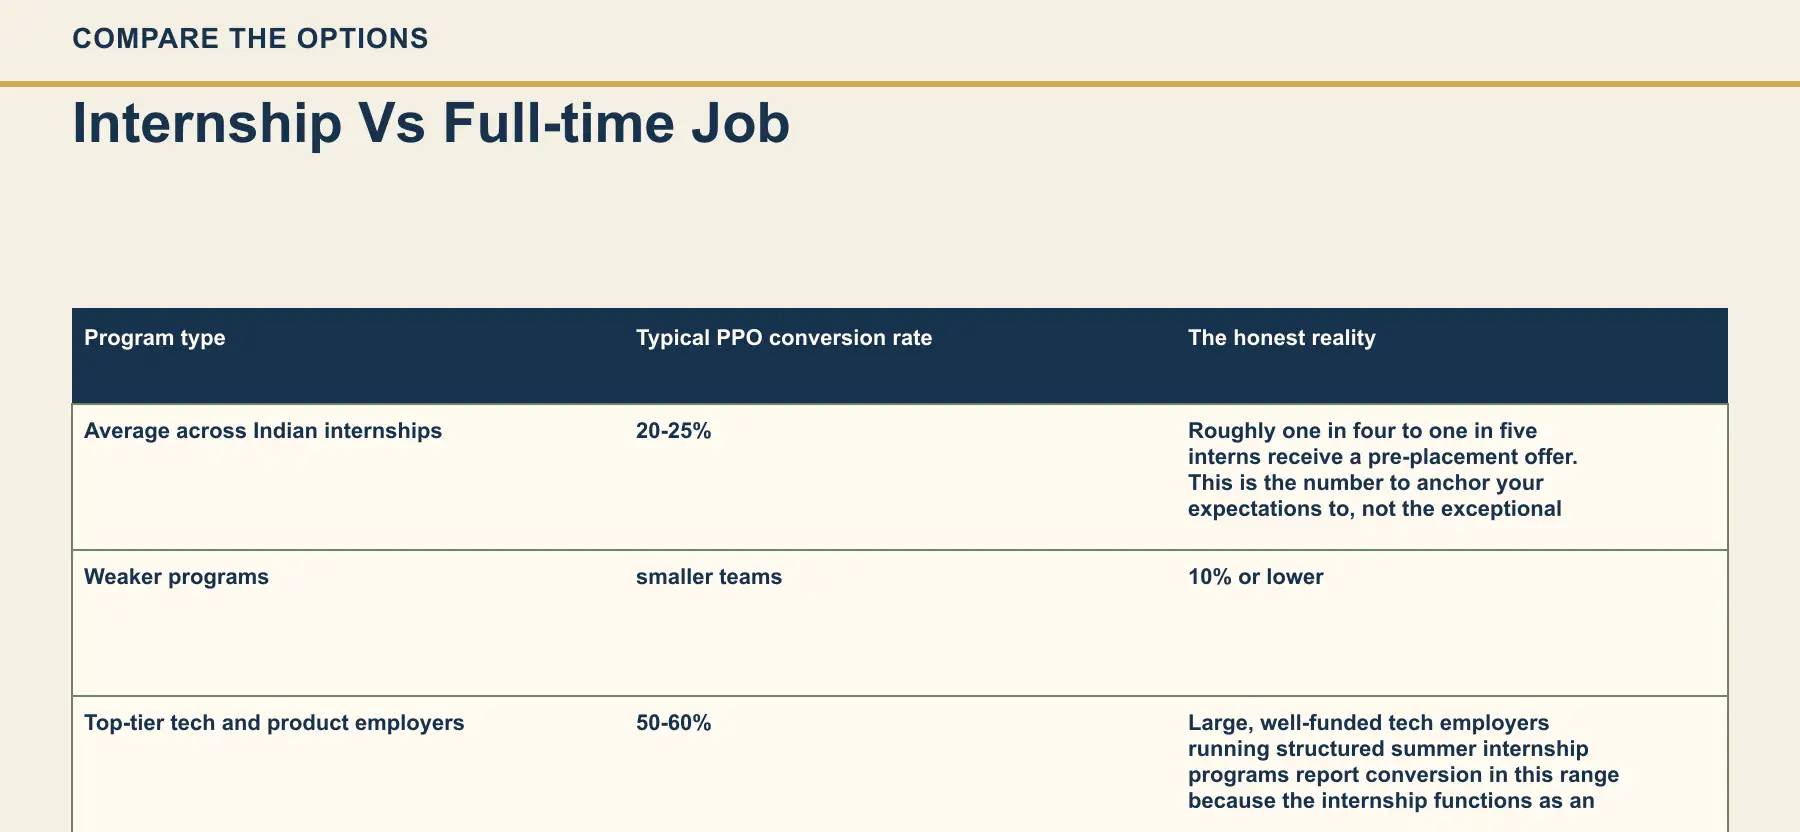 COMPARE THE OPTIONS
Internship Vs Full-time Job
Program type
Typical PPO conversion rate
The honest reality
Average across Indian internships
20-25%
Roughly one in four to one in five
interns receive a pre-placement offer.
This is the number to anchor your
expectations to, not the exceptional
Weaker programs
smaller teams
10% or lower
Top-tier tech and product employers
50-60%
Large, well-funded tech employers
running structured summer internship
programs report conversion in this range
because the internship functions as an